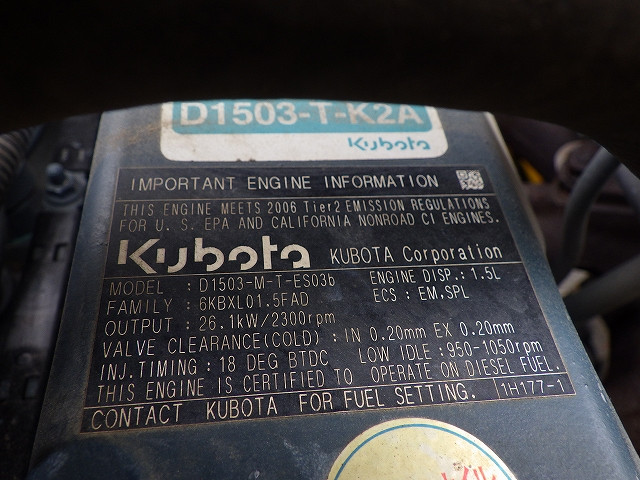 D1503-T-K2A
Kubota
IMPORTANT ENGINE INFORMATION
THIS ENGINE MEETS 2006 Tier2 EMISSION REGULATIONS
FOR U. S. EPA AND CALIFORNIA NONROAD CI ENGINES.
Kubota KUBOTA Corporation
MODEL : D1503-M-T-ES03b ENGINE DISP.: 1.5L
FAMILY : 6KBXL01.5FAD ECS : EM,SPL
OUTPUT : 26.1kW/2300rpm
VALVE CLEARANCE(COLD) : IN 0.20mm EX 0.20mm
INJ.TIMING : 18 DEG BTDC LOW IDLE : 950-1050rpm
THIS ENGINE IS CERTIFIED TO OPERATE ON DIESEL FUEL.
CONTACT KUBOTA FOR FUEL SETTING. 1H177-1